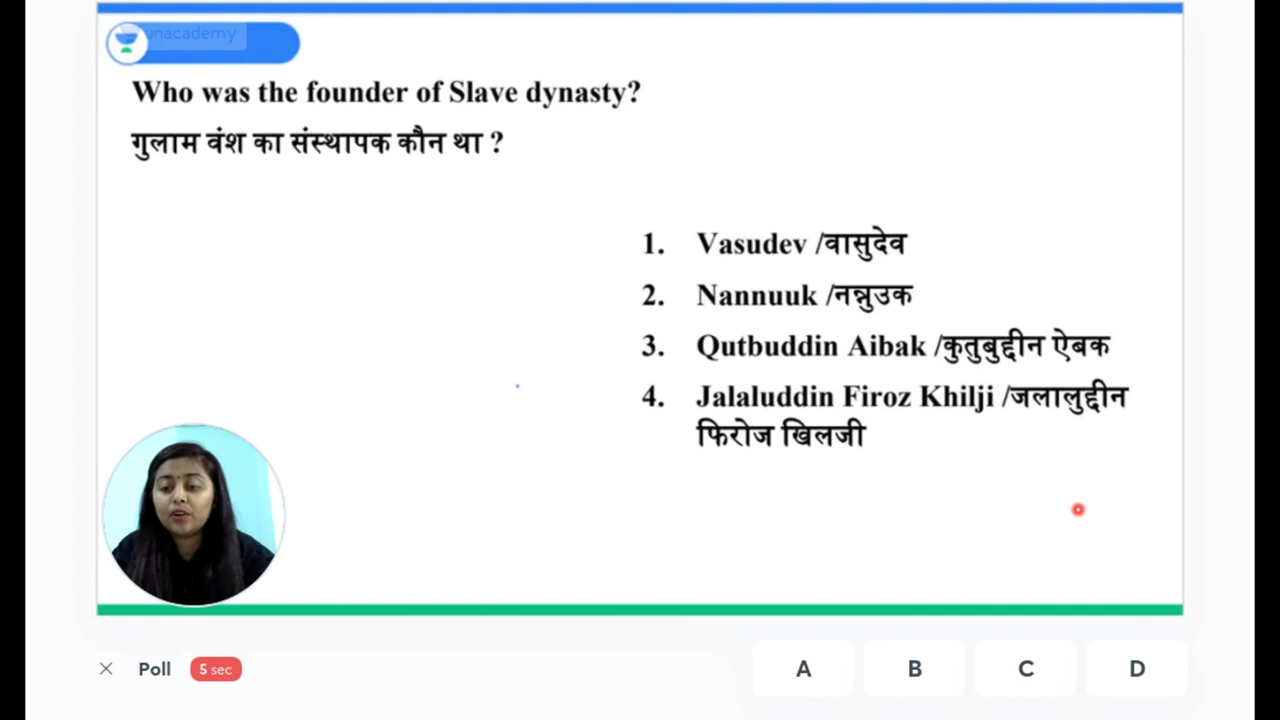 unacademy
Who was the founder of Slave dynasty?
गुलाम वंश का संस्थापक कौन था ?
1. Vasudev /वासुदेव
2. Nannuuk /नन्नुउक
3. Qutbuddin Aibak /कुतुबुद्दीन ऐबक
4. Jalaluddin Firoz Khilji /जलालुद्दीन
फिरोज खिलजी
Poll 5 sec A B C D